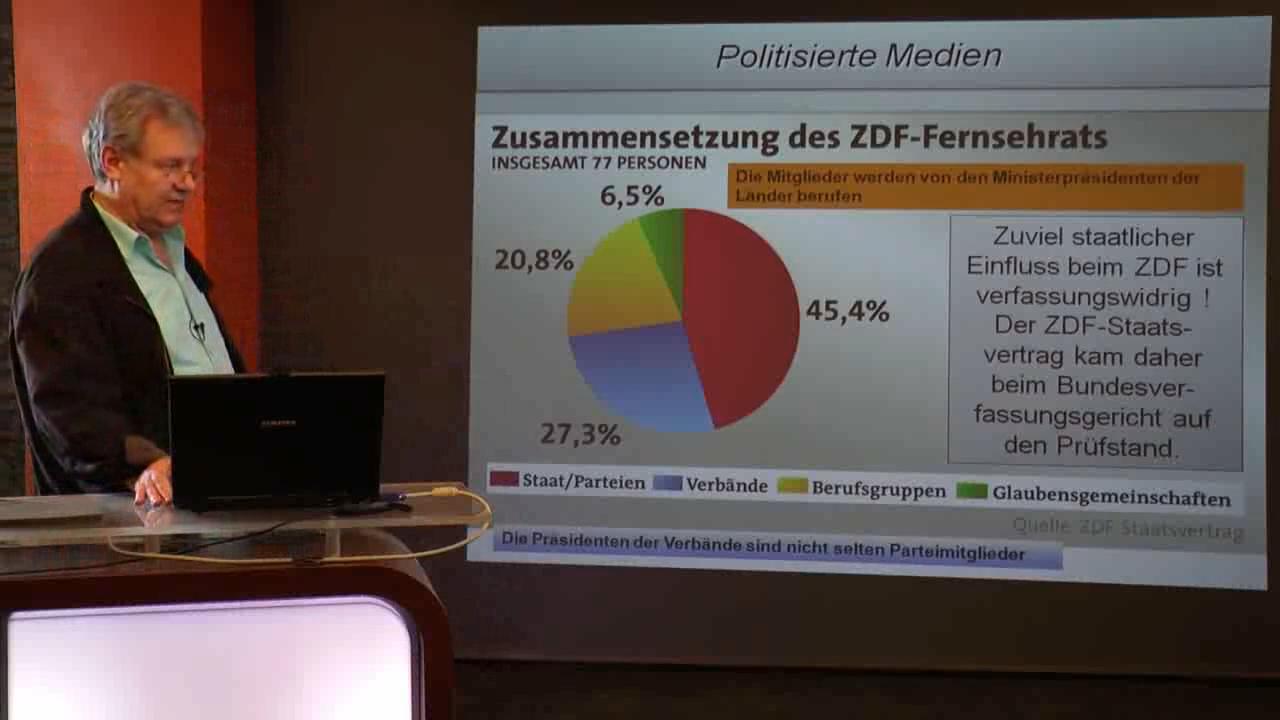 Politisierte Medien
Zusammensetzung des ZDF-Fernsehrats
INSGESAMT 77 PERSONEN
Die Mitglieder werden von den Ministerpräsidenten der
Länder berufen
6,5%
20,8%
45,4%
27,3%
Zuviel staatlicher
Einfluss beim ZDF ist
verfassungswidrig !
Der ZDF-Staats-
vertrag kam daher
beim Bundesver-
fassungsgericht auf
den Prüfstand.
Staat/Parteien Verbände Berufsgruppen Glaubensgemeinschaften
Quelle: ZDF Staatsvertrag
Die Präsidenten der Verbände sind nicht selten Parteimitglieder
SAMSUNG